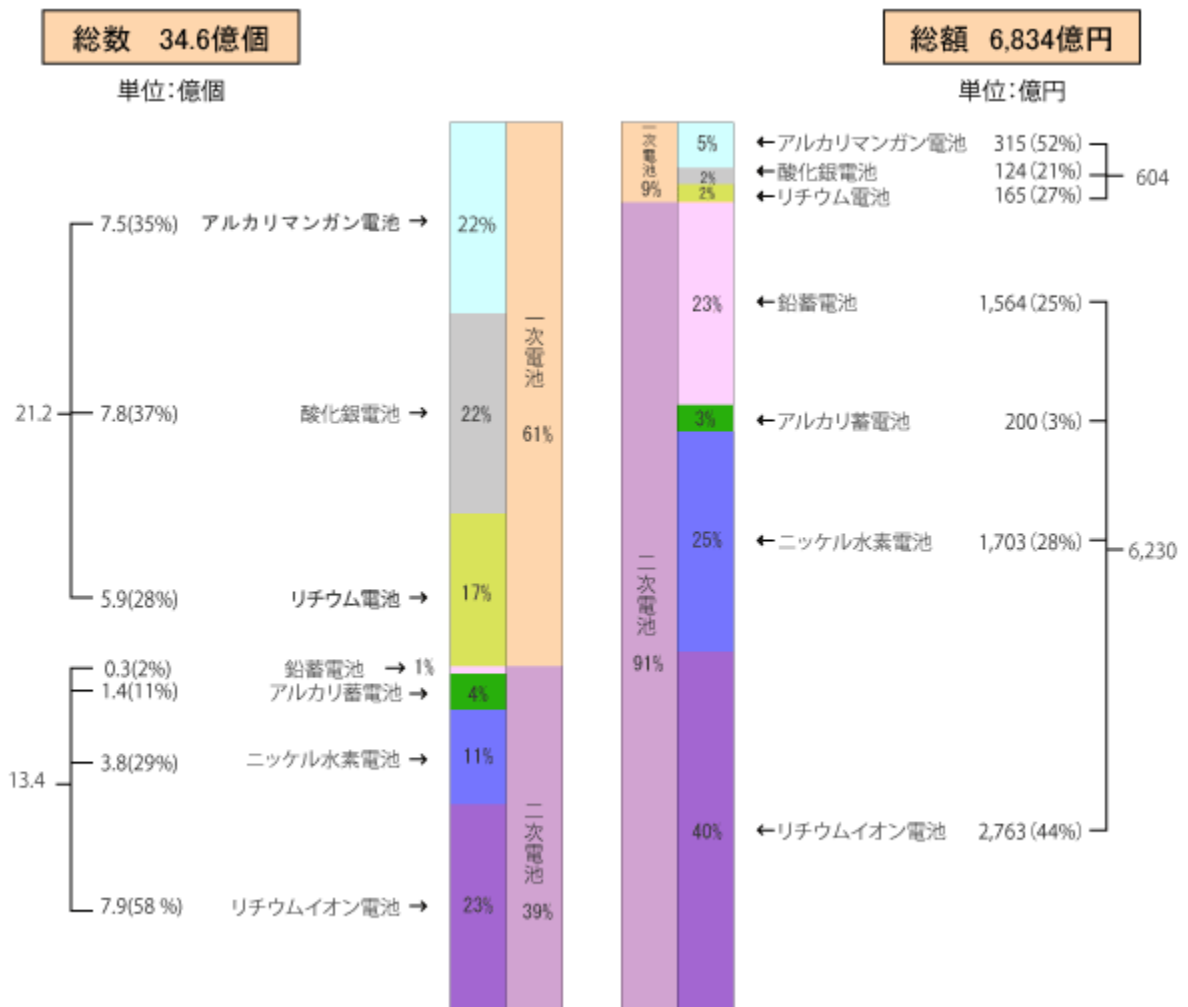 総数 34.6億個
単位：億個
7.5(35%) アルカリマンガン電池 → 22%
21.2 7.8(37%) 酸化銀電池 → 22%
5.9(28%) リチウム電池 → 17%
一次電池
61%
0.3(2%) 鉛蓄電池 → 1%
1.4(11%) アルカリ蓄電池 → 4%
3.8(29%) ニッケル水素電池 → 11%
13.4
7.9(58 %) リチウムイオン電池 → 23%
二次電池
39%
総額 6,834億円
単位：億円
一次電池
9%
5% ←アルカリマンガン電池 315(52%)
2% ←酸化銀電池 124(21%) 604
2% ←リチウム電池 165(27%)
23% ←鉛蓄電池 1,564(25%)
3% ←アルカリ蓄電池 200(3%)
25% ←ニッケル水素電池 1,703(28%)
6,230
二次電池
91%
40% ←リチウムイオン電池 2,763(44%)